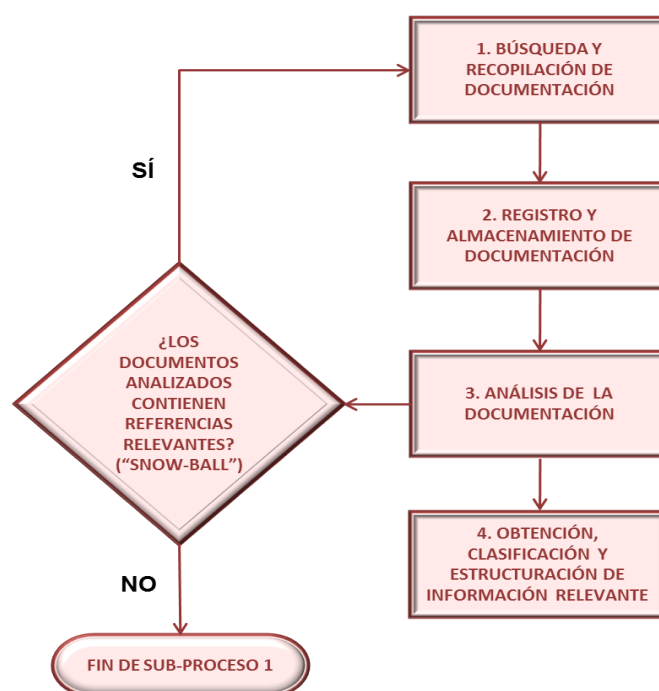 1. BÚSQUEDA Y
RECOPILACIÓN DE
DOCUMENTACIÓN
SÍ
2. REGISTRO Y
ALMACENAMIENTO DE
DOCUMENTACIÓN
¿LOS
DOCUMENTOS
ANALIZADOS
CONTIENEN
REFERENCIAS
RELEVANTES?
(“SNOW-BALL”)
3. ANÁLISIS DE LA
DOCUMENTACIÓN
4. OBTENCIÓN,
CLASIFICACIÓN Y
ESTRUCTURACIÓN DE
INFORMACIÓN RELEVANTE
NO
FIN DE SUB-PROCESO 1